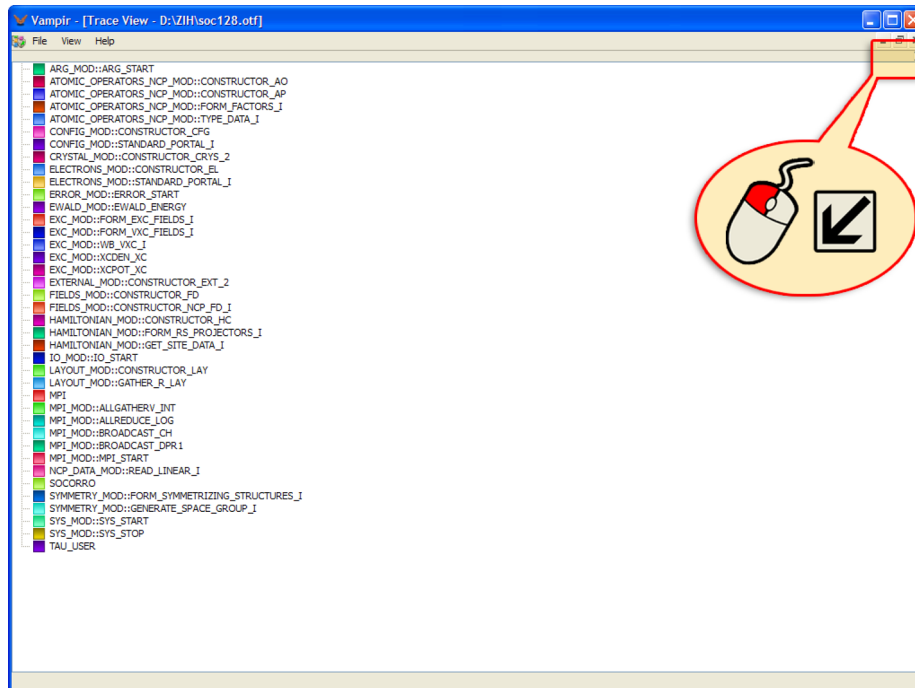 Vampir - [Trace View - D:\ZIH\soc128.otf]
File View Help
ARG_MOD::ARG_START
ATOMIC_OPERATORS_NCP_MOD::CONSTRUCTOR_AO
ATOMIC_OPERATORS_NCP_MOD::CONSTRUCTOR_AP
ATOMIC_OPERATORS_NCP_MOD::FORM_FACTORS_I
ATOMIC_OPERATORS_NCP_MOD::TYPE_DATA_I
CONFIG_MOD::CONSTRUCTOR_CFG
CONFIG_MOD::STANDARD_PORTAL_I
CRYSTAL_MOD::CONSTRUCTOR_CRYS_2
ELECTRONS_MOD::CONSTRUCTOR_EL
ELECTRONS_MOD::STANDARD_PORTAL_I
ERROR_MOD::ERROR_START
EWALD_MOD::EWALD_ENERGY
EXC_MOD::FORM_EXC_FIELDS_I
EXC_MOD::FORM_VXC_FIELDS_I
EXC_MOD::WB_VXC_I
EXC_MOD::XCDEN_XC
EXC_MOD::XCPOT_XC
EXTERNAL_MOD::CONSTRUCTOR_EXT_2
FIELDS_MOD::CONSTRUCTOR_FD
FIELDS_MOD::CONSTRUCTOR_NCP_FD_I
HAMILTONIAN_MOD::CONSTRUCTOR_HC
HAMILTONIAN_MOD::FORM_RS_PROJECTORS_I
HAMILTONIAN_MOD::GET_SITE_DATA_I
IO_MOD::IO_START
LAYOUT_MOD::CONSTRUCTOR_LAY
LAYOUT_MOD::GATHER_R_LAY
MPI
MPI_MOD::ALLGATHERV_INT
MPI_MOD::ALLREDUCE_LOG
MPI_MOD::BROADCAST_CH
MPI_MOD::BROADCAST_DPR1
MPI_MOD::MPI_START
NCP_DATA_MOD::READ_LINEAR_I
SOCORRO
SYMMETRY_MOD::FORM_SYMMETRIZING_STRUCTURES_I
SYMMETRY_MOD::GENERATE_SPACE_GROUP_I
SYS_MOD::SYS_START
SYS_MOD::SYS_STOP
TAU_USER